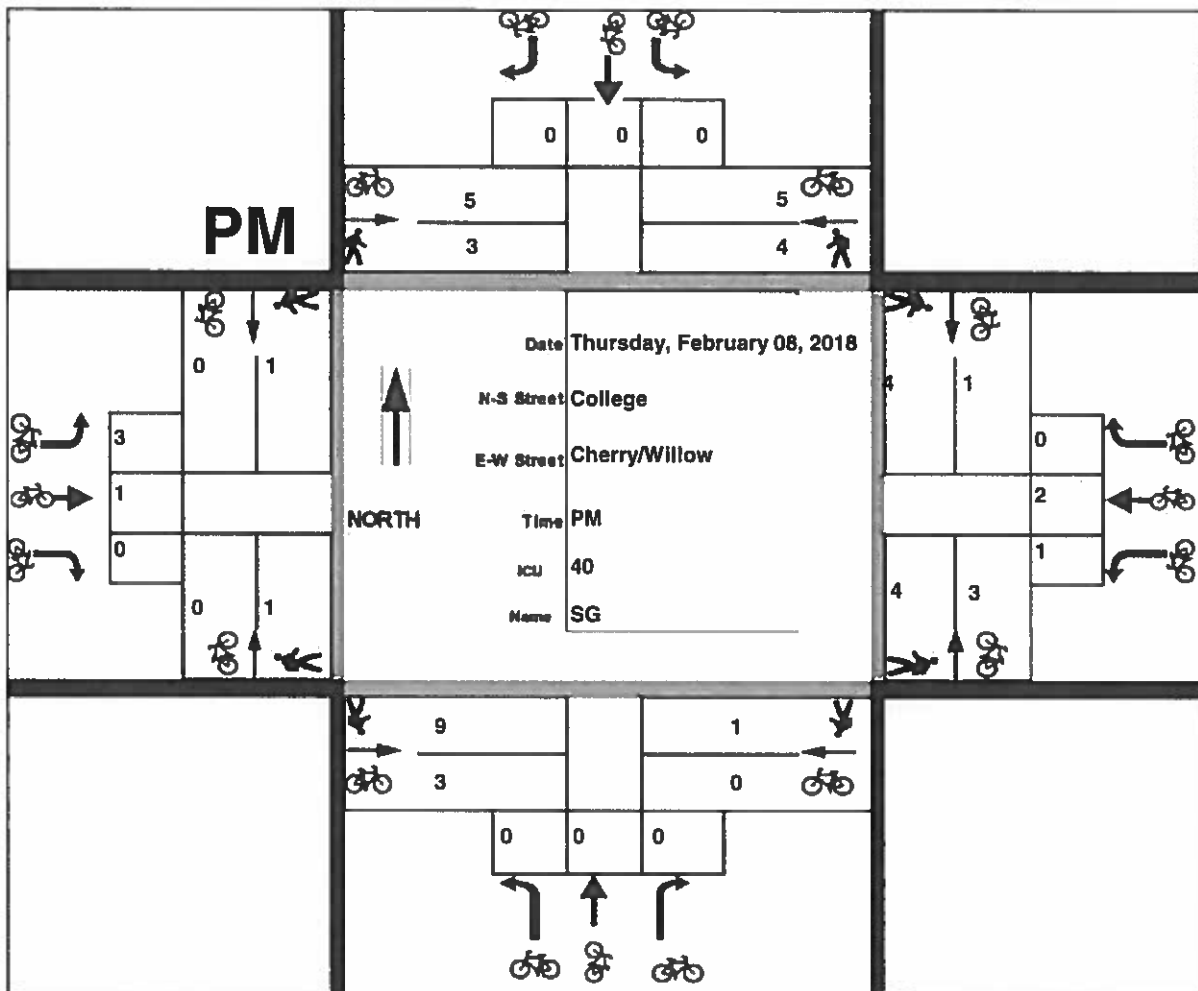 0 0 0
5 5
PM
3 4
Date Thursday, February 08, 2018
0 1
4 1
N-S Street College
3
0
E-W Street Cherry/Willow
1
2
NORTH
Time PM
0
1
ICU 40
0 1
4 3
Name SG
9 1
3 0
0 0 0